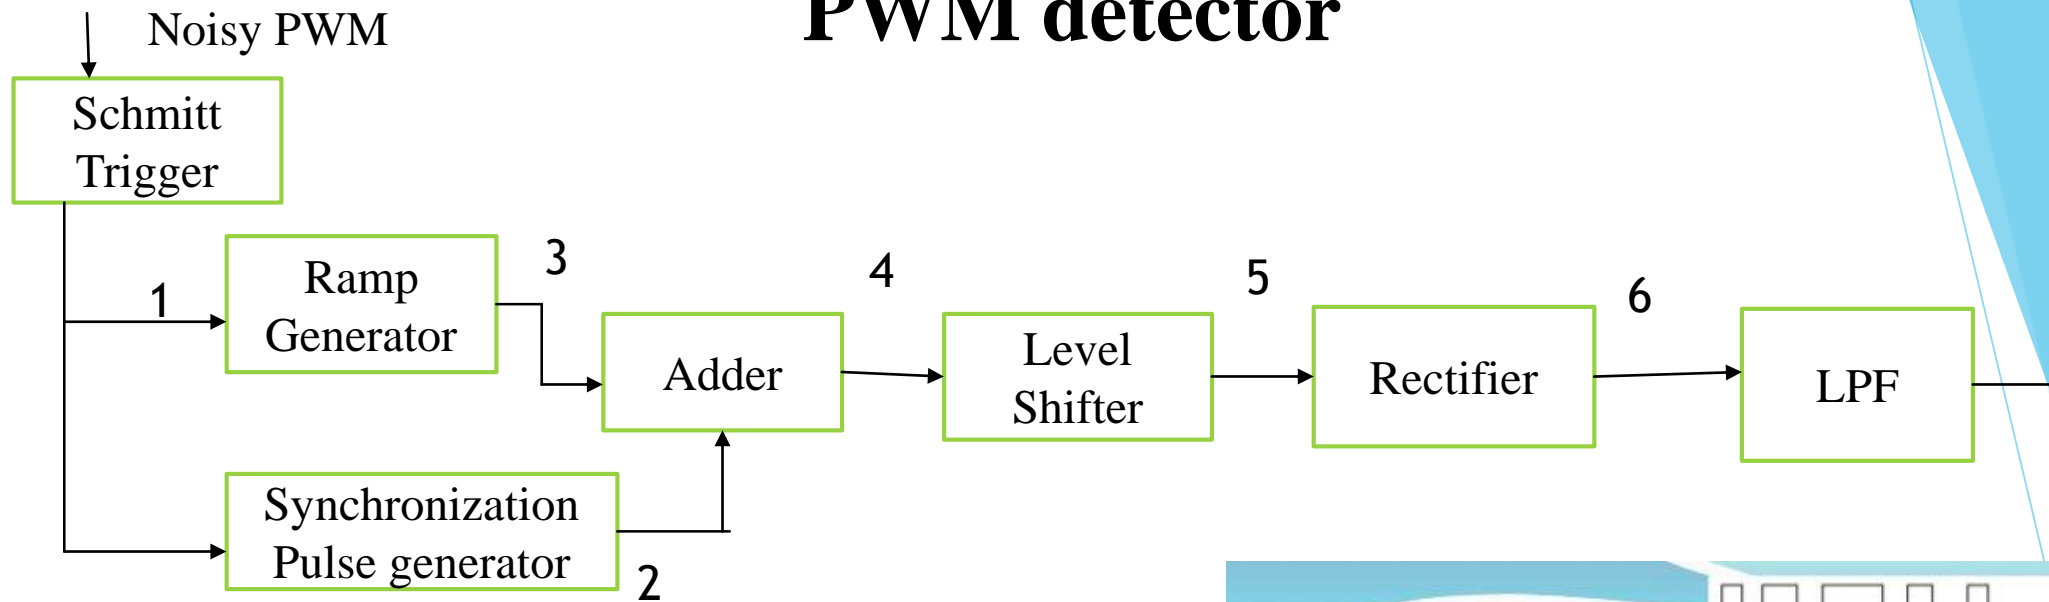 PWM detector
Noisy PWM
Schmitt
Trigger
1
Ramp
Generator
3
Adder
4
Level
Shifter
5
Rectifier
6
LPF
Synchronization
Pulse generator
2